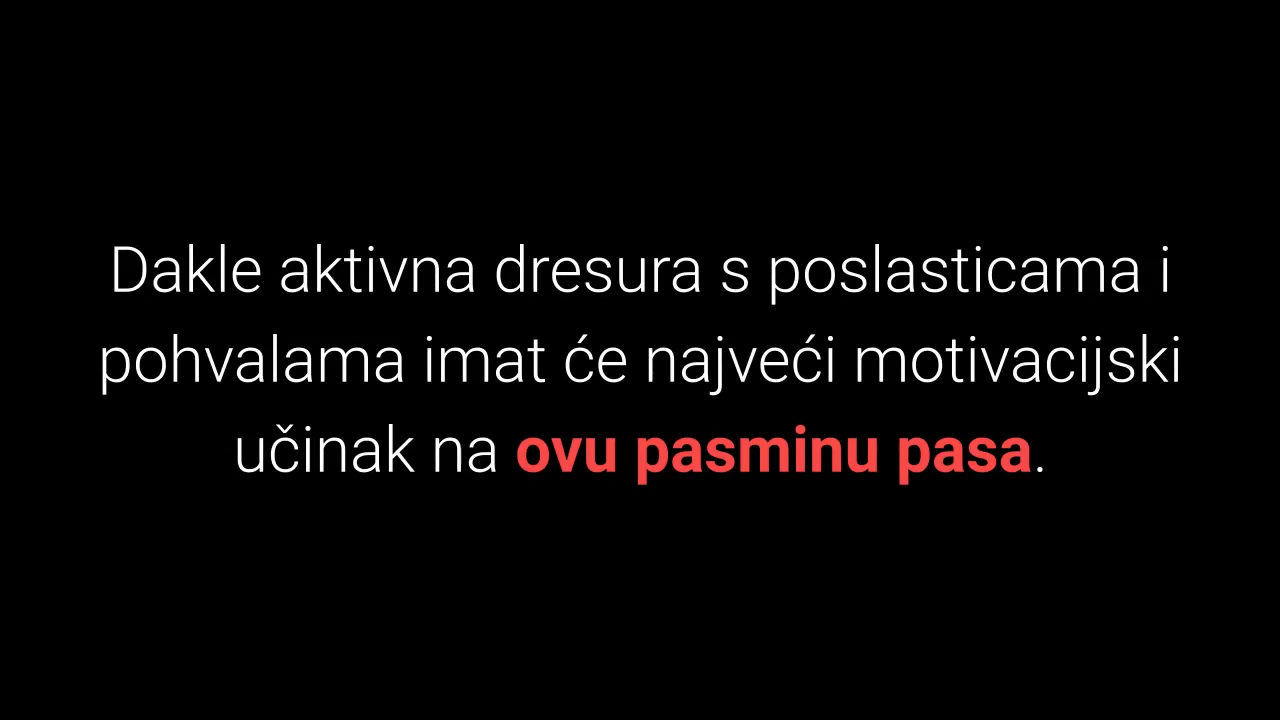 Dakle aktivna dresura s poslasticama i
pohvalama imat će najveći motivacijski
učinak na ovu pasminu pasa.